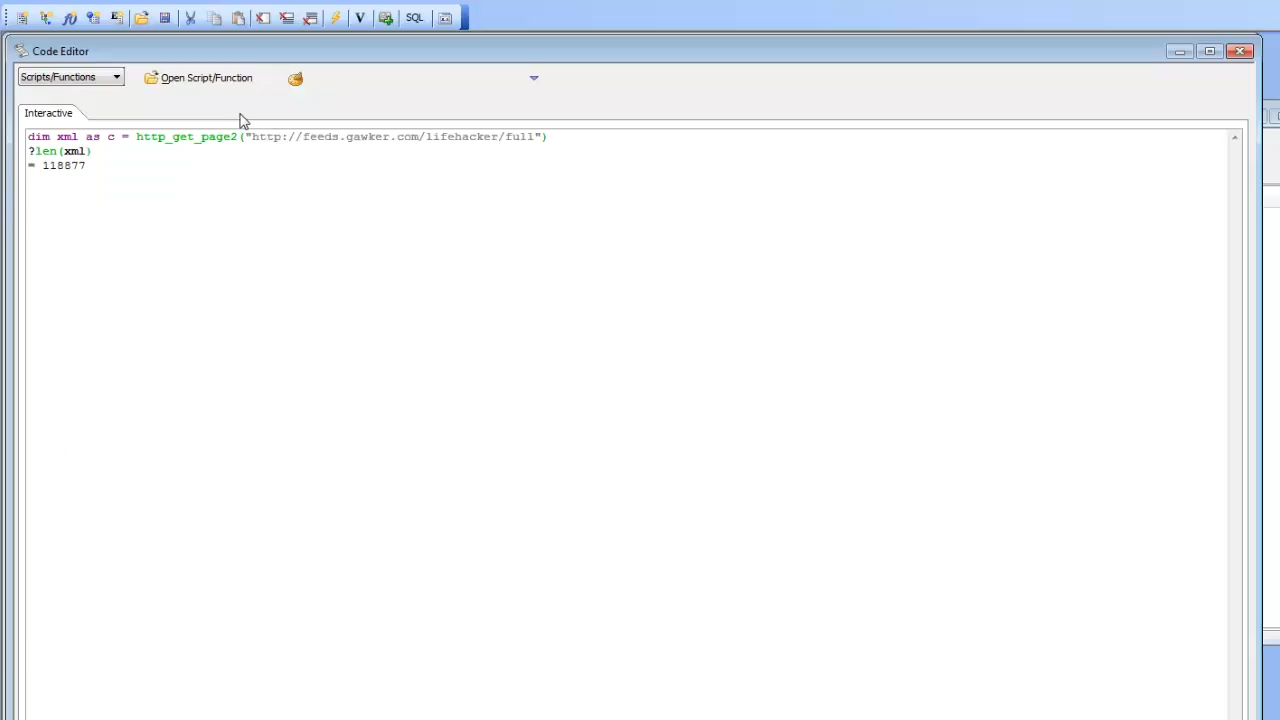 V
SQL
Code Editor
Scripts/Functions
Open Script/Function
Interactive
dim xml as c = http_get_page2("http://feeds.gawker.com/lifehacker/full")
?len(xml)
= 118877